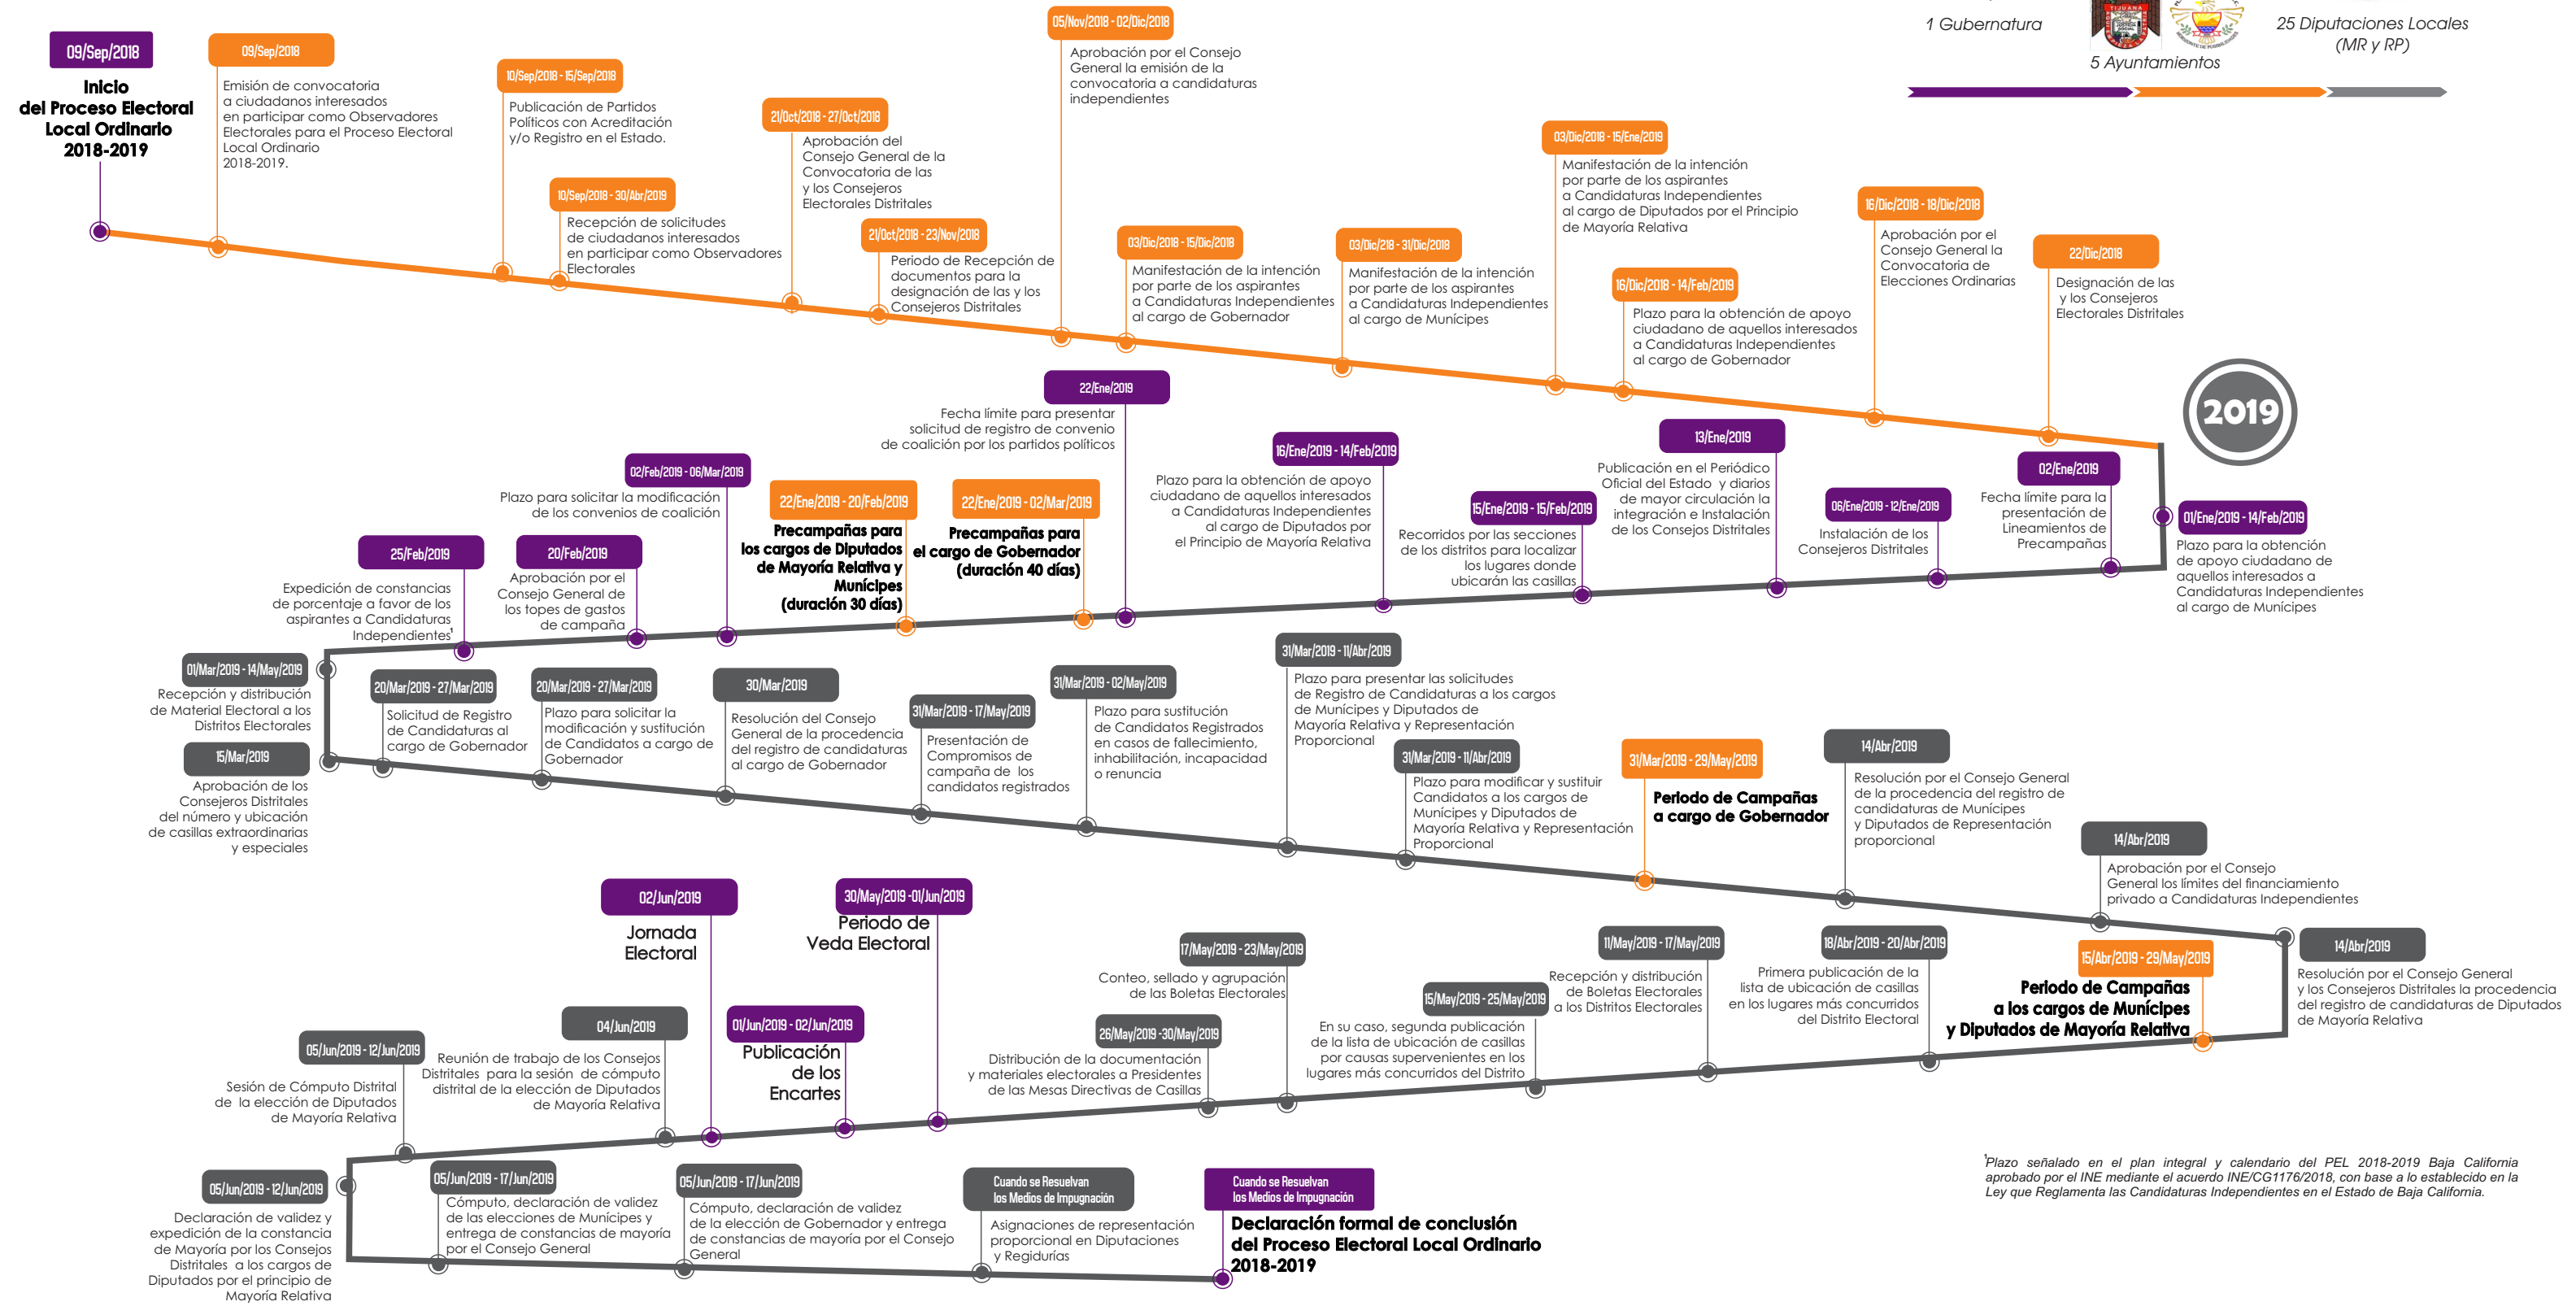 1 Gubernatura
TIJUANA
5 Ayuntamientos
25 Diputaciones Locales
(MR y RP)
09/Sep/2018
Inicio
del Proceso Electoral
Local Ordinario
2018-2019
09/Sep/2018
Emisión de convocatoria
a ciudadanos interesados
en participar como Observadores
Electorales para el Proceso Electoral
Local Ordinario
2018-2019.
10/Sep/2018 - 15/Sep/2018
Publicación de Partidos
Políticos con Acreditación
y/o Registro en el Estado.
10/Sep/2018 - 30/Abr/2019
Recepción de solicitudes
de ciudadanos interesados
en participar como Observadores
Electorales
21/Oct/2018 - 27/Oct/2018
Aprobación del
Consejo General de la
Convocatoria de las
y los Consejeros
Electorales Distritales
21/Oct/2018 - 23/Nov/2018
Periodo de Recepción de
documentos para la
designación de las y los
Consejeros Distritales
05/Nov/2018 - 02/Dic/2018
Aprobación por el Consejo
General la emisión de la
convocatoria a candidaturas
independientes
03/Dic/2018 - 15/Dic/2018
Manifestación de la intención
por parte de los aspirantes
a Candidaturas Independientes
al cargo de Gobernador
03/Dic/218 - 31/Dic/2018
Manifestación de la intención
por parte de los aspirantes
a Candidaturas Independientes
al cargo de Munícipes
03/Dic/2018 - 15/Ene/2019
Manifestación de la intención
por parte de los aspirantes
a Candidaturas Independientes
al cargo de Diputados por el Principio
de Mayoría Relativa
16/Dic/2018 - 14/Feb/2019
Plazo para la obtención de apoyo
ciudadano de aquellos interesados
a Candidaturas Independientes
al cargo de Gobernador
16/Dic/2018 - 18/Dic/2018
Aprobación por el
Consejo General la
Convocatoria de
Elecciones Ordinarias
22/Dic/2018
Designación de las
y los Consejeros
Electorales Distritales
2019
01/Ene/2019 - 14/Feb/2019
Plazo para la obtención
de apoyo ciudadano de
aquellos interesados a
Candidaturas Independientes
al cargo de Munícipes
02/Ene/2019
Fecha límite para la
presentación de
Lineamientos de
Precampañas
06/Ene/2019 - 12/Ene/2019
Instalación de los
Consejeros Distritales
13/Ene/2019
Publicación en el Periódico
Oficial del Estado y diarios
de mayor circulación la
integración e Instalación
de los Consejos Distritales
15/Ene/2019 - 15/Feb/2019
Recorridos por las secciones
de los distritos para localizar
los lugares donde
ubicarán las casillas
16/Ene/2019 - 14/Feb/2019
Plazo para la obtención de apoyo
ciudadano de aquellos interesados
a Candidaturas Independientes
al cargo de Diputados por
el Principio de Mayoría Relativa
22/Ene/2019
Fecha límite para presentar
solicitud de registro de convenio
de coalición por los partidos políticos
22/Ene/2019 - 02/Mar/2019
Precampañas para
el cargo de Gobernador
(duración 40 días)
22/Ene/2019 - 20/Feb/2019
Precampañas para
los cargos de Diputados
de Mayoría Relativa y
Munícipes
(duración 30 días)
02/Feb/2019 - 06/Mar/2019
Plazo para solicitar la modificación
de los convenios de coalición
20/Feb/2019
Aprobación por el
Consejo General de
los topes de gastos
de campaña
25/Feb/2019
Expedición de constancias
de porcentaje a favor de los
aspirantes a Candidaturas
Independientes¹
01/Mar/2019 - 14/May/2019
Recepción y distribución
de Material Electoral a los
Distritos Electorales
15/Mar/2019
Aprobación de los
Consejeros Distritales
del número y ubicación
de casillas extraordinarias
y especiales
20/Mar/2019 - 27/Mar/2019
Solicitud de Registro
de Candidaturas al
cargo de Gobernador
20/Mar/2019 - 27/Mar/2019
Plazo para solicitar la
modificación y sustitución
de Candidatos a cargo de
Gobernador
30/Mar/2019
Resolución del Consejo
General de la procedencia
del registro de candidaturas
al cargo de Gobernador
31/Mar/2019 - 17/May/2019
Presentación de
Compromisos de
campaña de los
candidatos registrados
31/Mar/2019 - 02/May/2019
Plazo para sustitución
de Candidatos Registrados
en casos de fallecimiento,
inhabilitación, incapacidad
o renuncia
31/Mar/2019 - 11/Abr/2019
Plazo para presentar las solicitudes
de Registro de Candidaturas a los cargos
de Munícipes y Diputados de
Mayoría Relativa y Representación
Proporcional
31/Mar/2019 - 11/Abr/2019
Plazo para modificar y sustituir
Candidatos a los cargos de
Munícipes y Diputados de
Mayoría Relativa y Representación
Proporcional
31/Mar/2019 - 29/May/2019
Periodo de Campañas
a cargo de Gobernador
14/Abr/2019
Resolución por el Consejo General
de la procedencia del registro de
candidaturas de Munícipes
y Diputados de Representación
proporcional
14/Abr/2019
Aprobación por el Consejo
General los límites del financiamiento
privado a Candidaturas Independientes
14/Abr/2019
Resolución por el Consejo General
y los Consejos Distritales la procedencia
del registro de candidaturas de Diputados
de Mayoría Relativa
15/Abr/2019 - 29/May/2019
Periodo de Campañas
a los cargos de Munícipes
y Diputados de Mayoría Relativa
18/Abr/2019 - 20/Abr/2019
Primera publicación de la
lista de ubicación de casillas
en los lugares más concurridos
del Distrito Electoral
11/May/2019 - 17/May/2019
Recepción y distribución
de Boletas Electorales
a los Distritos Electorales
15/May/2019 - 25/May/2019
En su caso, segunda publicación
de la lista de ubicación de casillas
por causas supervenientes en los
lugares más concurridos del Distrito
17/May/2019 - 23/May/2019
Conteo, sellado y agrupación
de las Boletas Electorales
26/May/2019 -30/May/2019
Distribución de la documentación
y materiales electorales a Presidentes
de las Mesas Directivas de Casillas
30/May/2019 -01/Jun/2019
Periodo de
Veda Electoral
01/Jun/2019 - 02/Jun/2019
Publicación
de los
Encartes
02/Jun/2019
Jornada
Electoral
04/Jun/2019
Reunión de trabajo de los Consejos
Distritales para la sesión de cómputo
distrital de la elección de Diputados
de Mayoría Relativa
05/Jun/2019 - 12/Jun/2019
Sesión de Cómputo Distrital
de la elección de Diputados
de Mayoría Relativa
05/Jun/2019 - 12/Jun/2019
Declaración de validez y
expedición de la constancia
de Mayoría por los Consejos
Distritales a los cargos de
Diputados por el principio de
Mayoría Relativa
05/Jun/2019 - 17/Jun/2019
Cómputo, declaración de validez
de las elecciones de Munícipes y
entrega de constancias de mayoría
por el Consejo General
05/Jun/2019 - 17/Jun/2019
Cómputo, declaración de validez
de la elección de Gobernador y entrega
de constancias de mayoría por el Consejo
General
Cuando se Resuelvan
los Medios de Impugnación
Asignaciones de representación
proporcional en Diputaciones
y Regidurías
Cuando se Resuelvan
los Medios de Impugnación
Declaración formal de conclusión
del Proceso Electoral Local Ordinario
2018-2019
¹Plazo señalado en el plan integral y calendario del PEL 2018-2019 Baja California
aprobado por el INE mediante el acuerdo INE/CG1176/2018, con base a lo establecido en la
Ley que Reglamenta las Candidaturas Independientes en el Estado de Baja California.